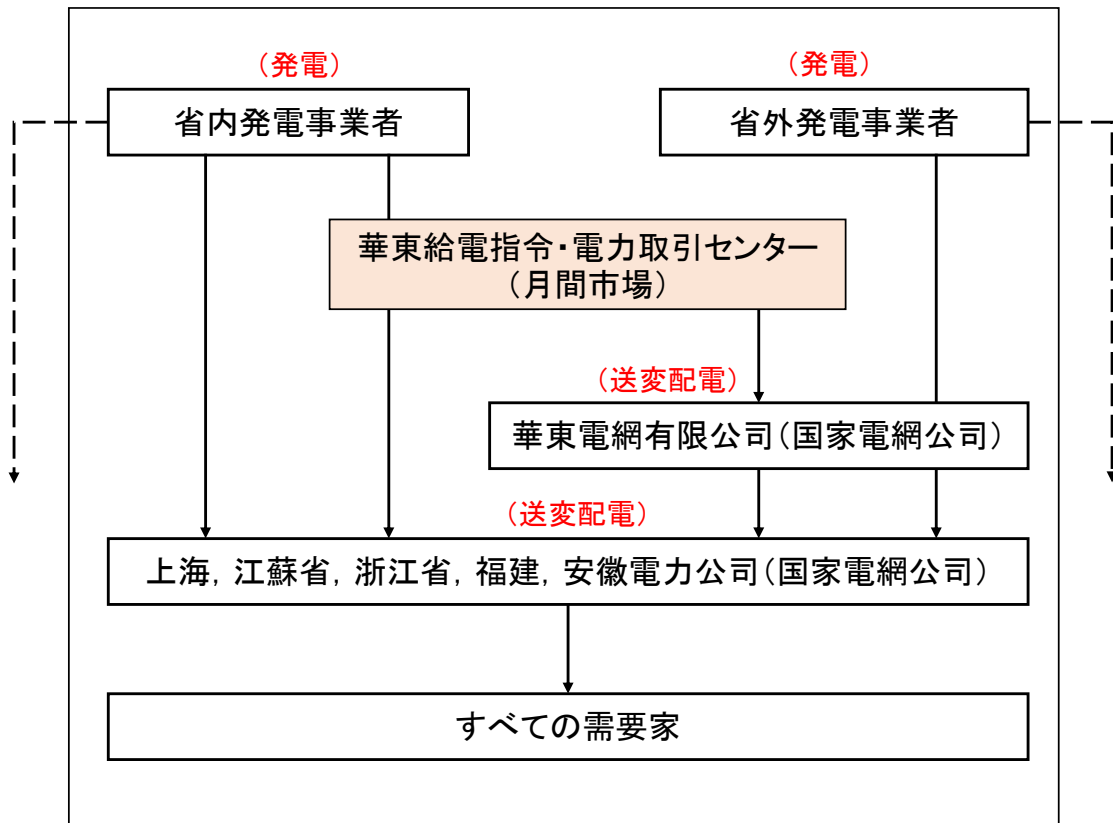 （発電）
（発電）
省内発電事業者
省外発電事業者
華東給電指令・電力取引センター
（月間市場）
（送変配電）
華東電網有限公司（国家電網公司）
（送変配電）
上海，江蘇省，浙江省，福建，安徽電力公司（国家電網公司）
すべての需要家